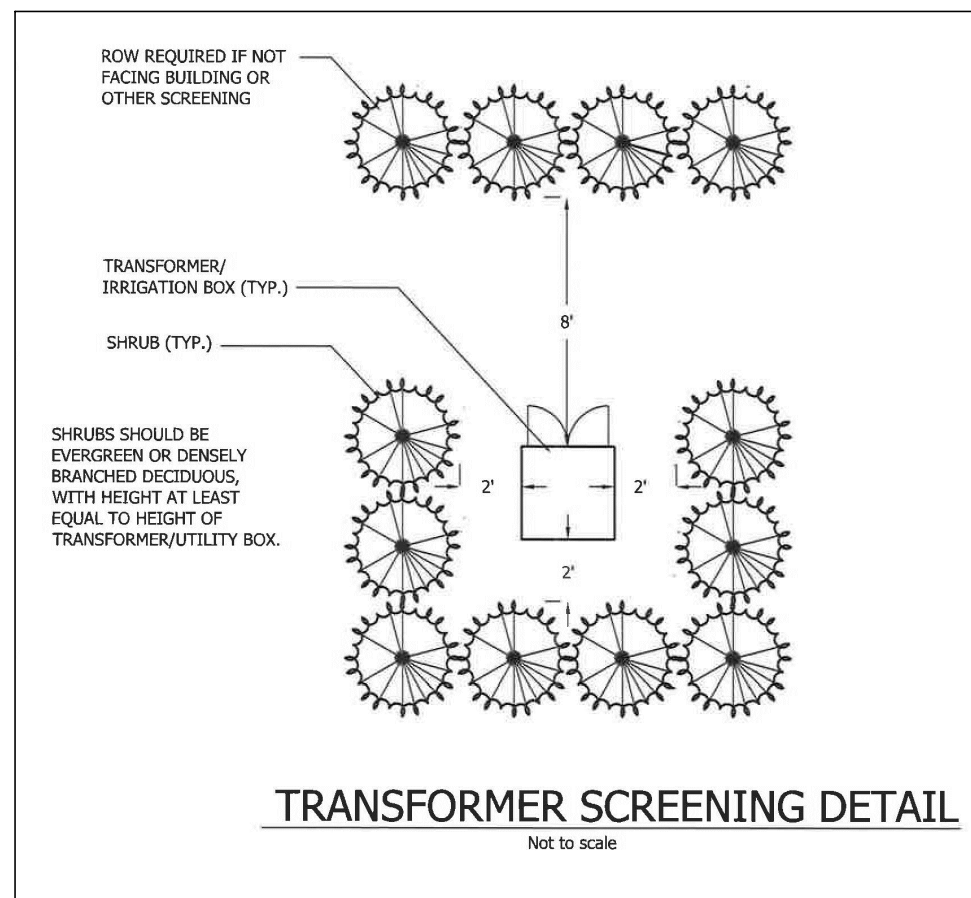 ROW REQUIRED IF NOT
FACING BUILDING OR
OTHER SCREENING
TRANSFORMER/
IRRIGATION BOX (TYP.)
8'
SHRUB (TYP.)
SHRUBS SHOULD BE
EVERGREEN OR DENSELY
BRANCHED DECIDUOUS,
WITH HEIGHT AT LEAST
EQUAL TO HEIGHT OF
TRANSFORMER/UTILITY BOX.
2'
2'
2'
TRANSFORMER SCREENING DETAIL
Not to scale